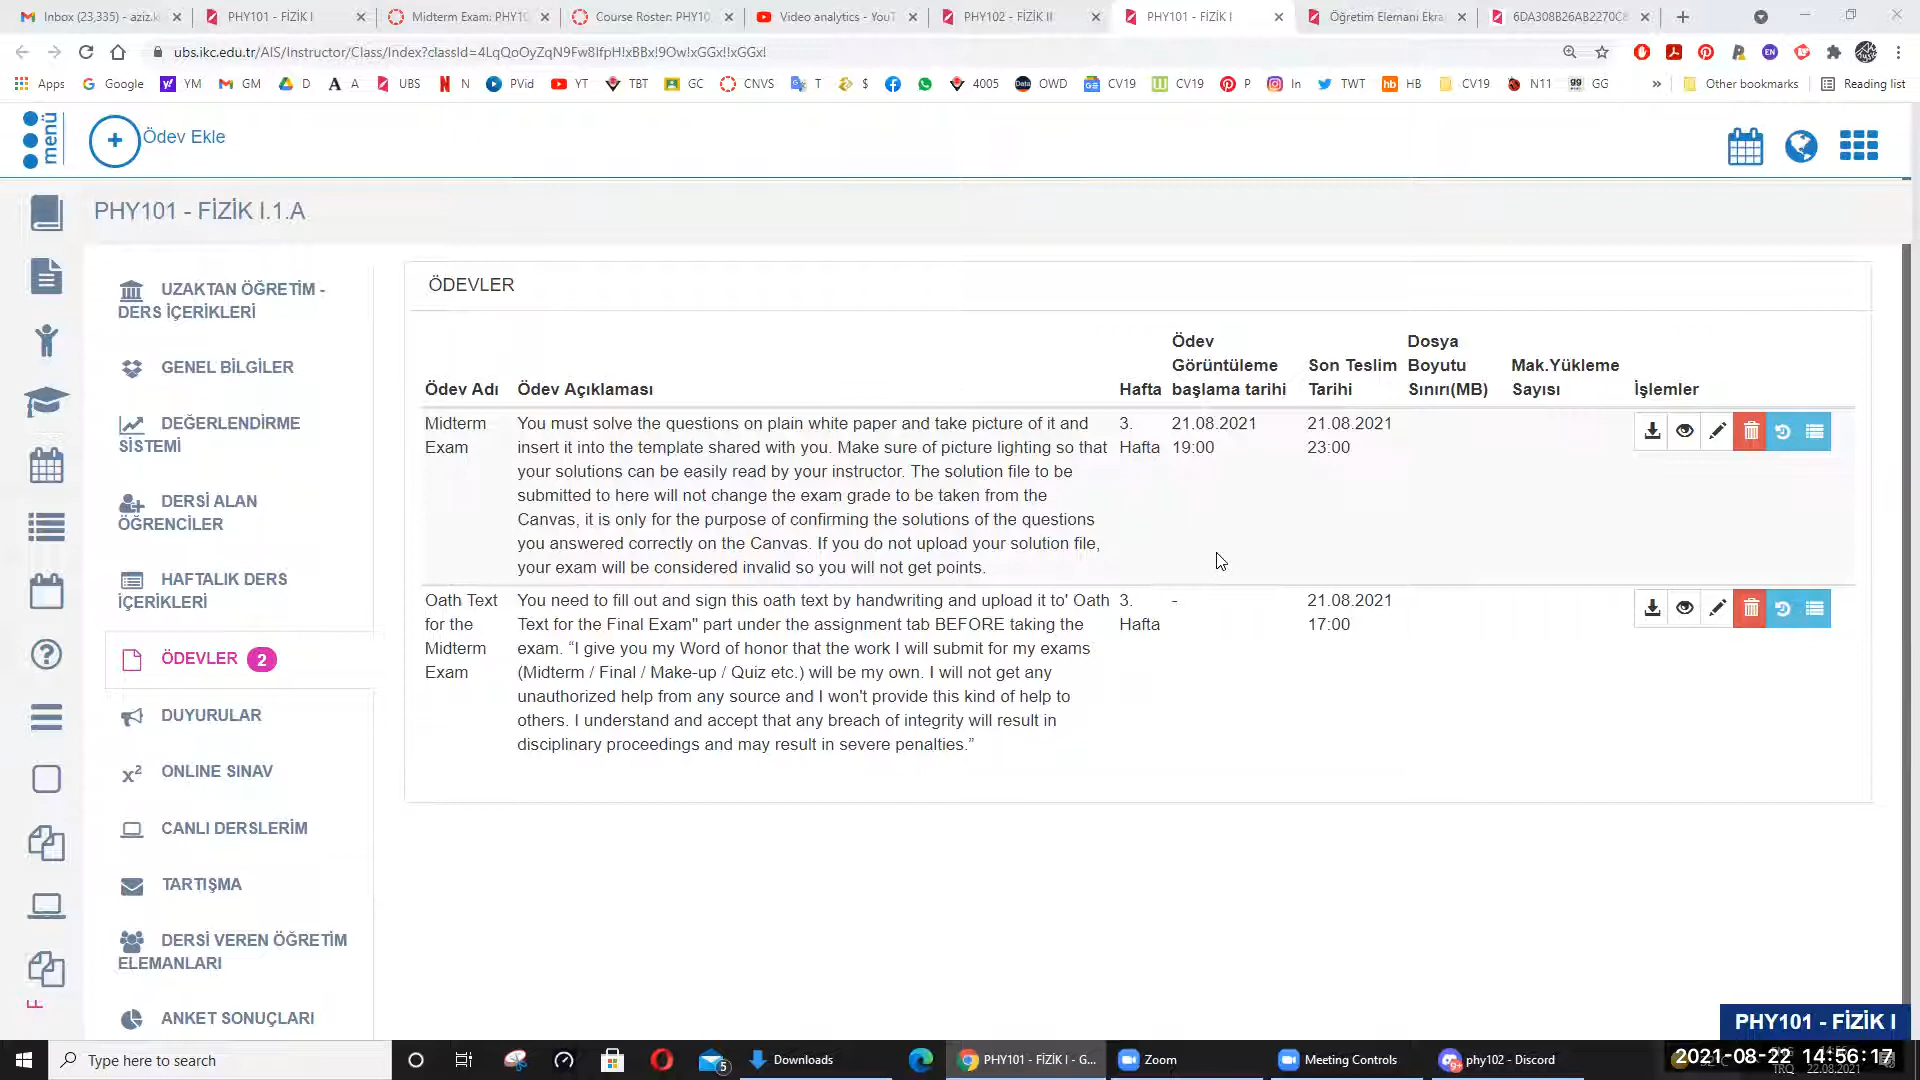 Inbox (23,335) - aziz.k
PHY101 - FİZİK I
Midterm Exam: PHY10
Course Roster: PHY10
Video analytics - YouT
PHY102 - FİZİK II
PHY101 - FİZİK I
Öğretim Elemanı Ekra
6DA308B26AB2270C8
ubs.ikc.edu.tr/AIS/Instructor/Class/Index?classId=4LqQoOyZqN9Fw8IfpH!xBBx!9Ow!xGGx!!xGGx!
Apps Google YM GM D A UBS N PVid YT TBT GC CNVS T $ 4005 OWD CV19 CV19 P In TWT HB CV19 N11 GG » Other bookmarks Reading list
menü
Ödev Ekle
PHY101 - FİZİK I.1.A
UZAKTAN ÖĞRETİM -
DERS İÇERİKLERİ
GENEL BİLGİLER
DEĞERLENDİRME
SİSTEMİ
DERSİ ALAN
ÖĞRENCİLER
HAFTALIK DERS
İÇERİKLERİ
ÖDEVLER 2
DUYURULAR
x² ONLINE SINAV
CANLI DERSLERİM
TARTIŞMA
DERSİ VEREN ÖĞRETİM
ELEMANLARI
ANKET SONUÇLARI
ÖDEVLER
Ödev Adı
Ödev Açıklaması
Hafta
Ödev
Görüntüleme
başlama tarihi
Son Teslim
Tarihi
Dosya
Boyutu
Sınırı(MB)
Mak.Yükleme
Sayısı
İşlemler
Midterm
Exam
You must solve the questions on plain white paper and take picture of it and
insert it into the template shared with you. Make sure of picture lighting so that
your solutions can be easily read by your instructor. The solution file to be
submitted to here will not change the exam grade to be taken from the
Canvas, it is only for the purpose of confirming the solutions of the questions
you answered correctly on the Canvas. If you do not upload your solution file,
your exam will be considered invalid so you will not get points.
3.
Hafta
21.08.2021
19:00
21.08.2021
23:00
Oath Text
for the
Midterm
Exam
You need to fill out and sign this oath text by handwriting and upload it to' Oath
Text for the Final Exam" part under the assignment tab BEFORE taking the
exam. “I give you my Word of honor that the work I will submit for my exams
(Midterm / Final / Make-up / Quiz etc.) will be my own. I will not get any
unauthorized help from any source and I won't provide this kind of help to
others. I understand and accept that any breach of integrity will result in
disciplinary proceedings and may result in severe penalties.”
3.
Hafta
-
21.08.2021
17:00
PHY101 - FİZİK I
Type here to search
5
Downloads
PHY101 - FİZİK I - G...
Zoom
Meeting Controls
phy102 - Discord
2021-08-22 14:56:17
TRQ 22.08.2021